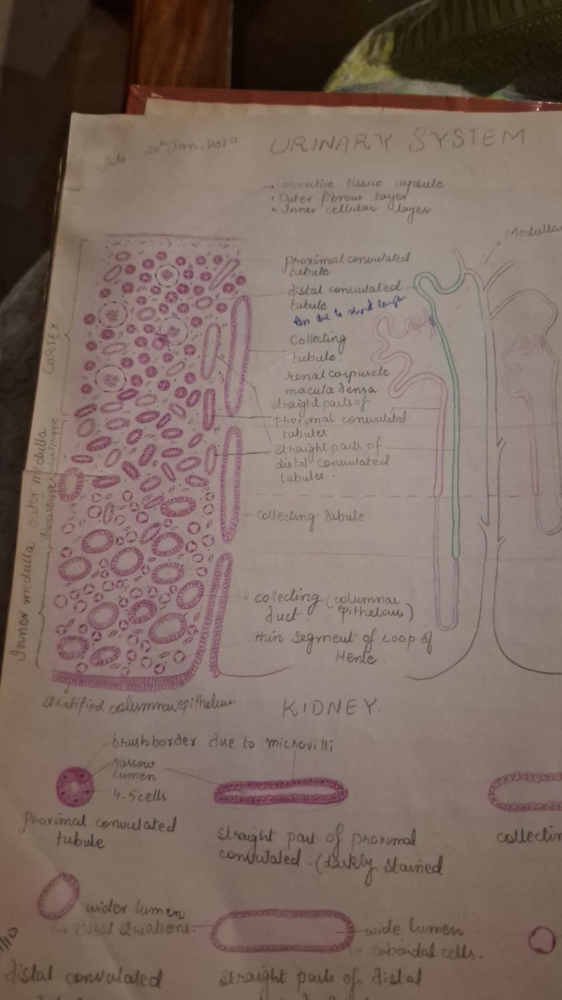 Date 20th Jan. 2010
URINARY SYSTEM
→ connective tissue capsule
Outer fibrous layer
Inner cellular layer
Medulla
proximal convulated
tubule
distal convulated
tubule
less due to short
Collecting
tubule.
renal corpuscle
macula densa
straight parts of
proximal convulated
tubules.
straight parts of
distal convulated
tubules.
collecting tubule.
collecting (columnar
duct. epithelium)
thin segment of Loop of
Henle.
CORTEX
Outer medulla
Inner medulla
stratified columnar epithelium
KIDNEY.
brushborder due to microvilli
Narrow
lumen
4-5 cells
Proximal convulated
tubule
straight part of proximal
convulated. (darkly stained
collectin
wider lumen
→ Basal striations
wide lumen
→ cuboidal cells.
distal convulated
straight parts of distal